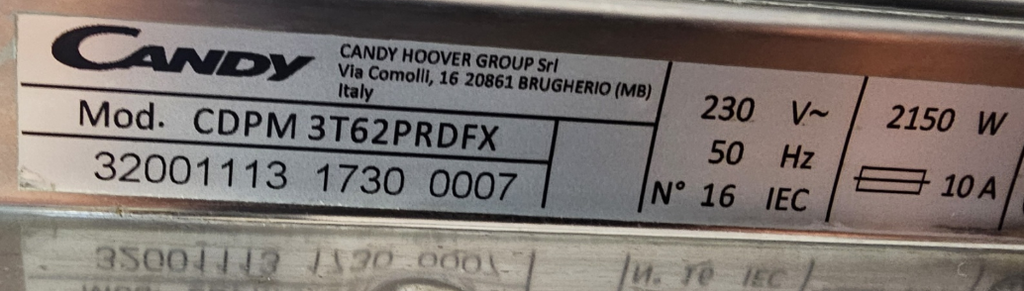 CANDY
CANDY HOOVER GROUP Srl
Via Comolli, 16 20861 BRUGHERIO (MB)
Italy
Mod. CDPM 3T62PRDFX
32001113 1730 0007
230 V~
50 Hz
N° 16 IEC
2150 W
10 A